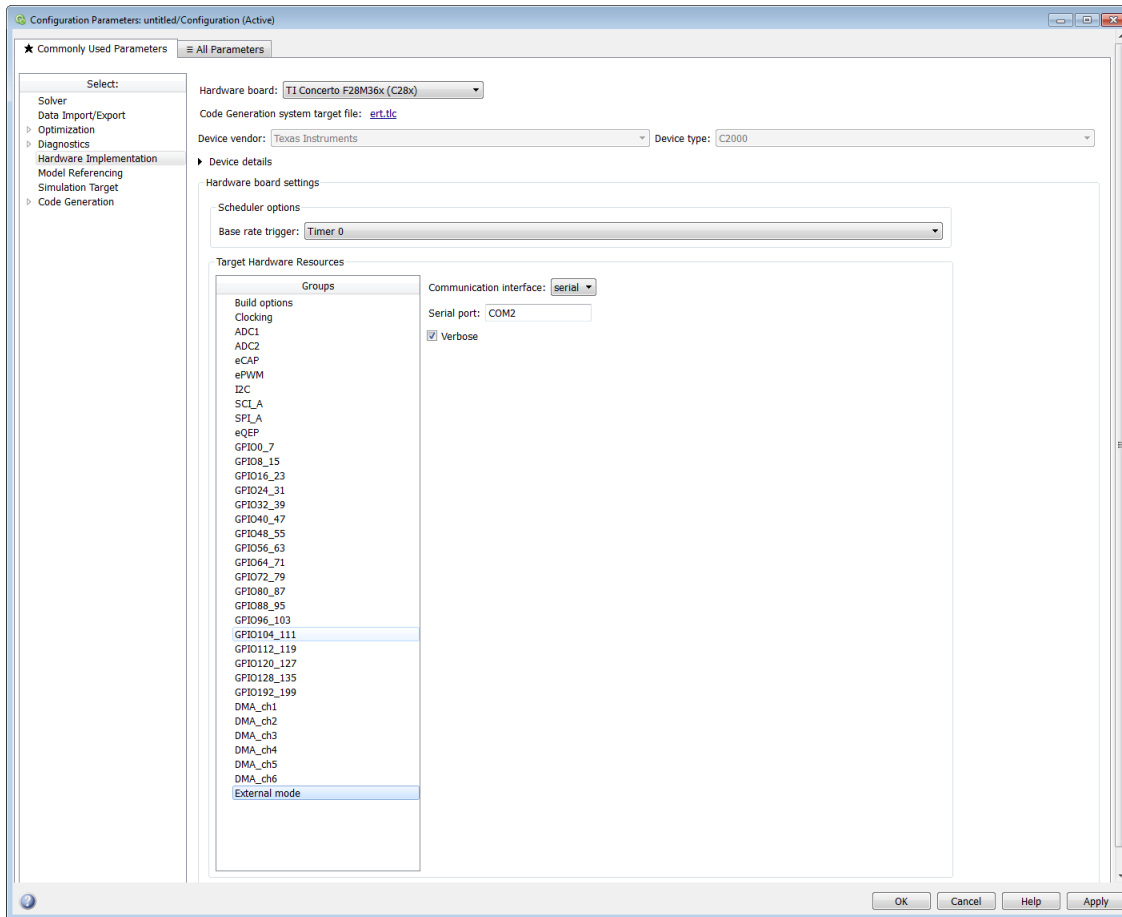 Configuration Parameters: untitled/Configuration (Active)
★ Commonly Used Parameters
≡ All Parameters
Select:
Solver
Data Import/Export
Optimization
Diagnostics
Hardware Implementation
Model Referencing
Simulation Target
Code Generation
Hardware board: TI Concerto F28M36x (C28x)
Code Generation system target file: ert.tlc
Device vendor: Texas Instruments Device type: C2000
Device details
Hardware board settings
Scheduler options
Base rate trigger: Timer 0
Target Hardware Resources
Groups
Build options
Clocking
ADC1
ADC2
eCAP
ePWM
I2C
SCI_A
SPI_A
eQEP
GPIO0_7
GPIO8_15
GPIO16_23
GPIO24_31
GPIO32_39
GPIO40_47
GPIO48_55
GPIO56_63
GPIO64_71
GPIO72_79
GPIO80_87
GPIO88_95
GPIO96_103
GPIO104_111
GPIO112_119
GPIO120_127
GPIO128_135
GPIO192_199
DMA_ch1
DMA_ch2
DMA_ch3
DMA_ch4
DMA_ch5
DMA_ch6
External mode
Communication interface: serial
Serial port: COM2
Verbose
OK Cancel Help Apply